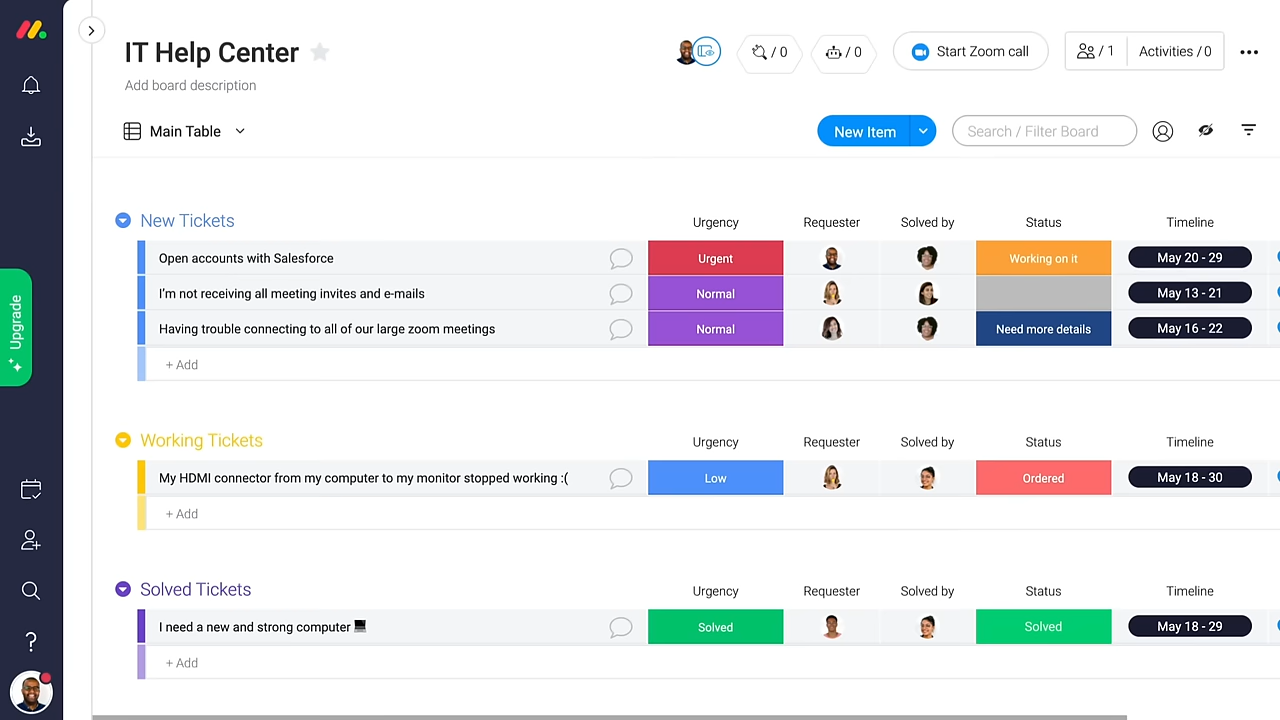 IT Help Center
/ 0
/ 0
Start Zoom call
/ 1
Activities / 0
Add board description
Main Table
New Item
Search / Filter Board
New Tickets
Urgency
Requester
Solved by
Status
Timeline
Open accounts with Salesforce
Urgent
Working on it
May 20 - 29
I'm not receiving all meeting invites and e-mails
Normal
May 13 - 21
Having trouble connecting to all of our large zoom meetings
Normal
Need more details
May 16 - 22
+ Add
Upgrade
Working Tickets
Urgency
Requester
Solved by
Status
Timeline
My HDMI connector from my computer to my monitor stopped working :(
Low
Ordered
May 18 - 30
+ Add
Solved Tickets
Urgency
Requester
Solved by
Status
Timeline
I need a new and strong computer
Solved
Solved
May 18 - 29
+ Add